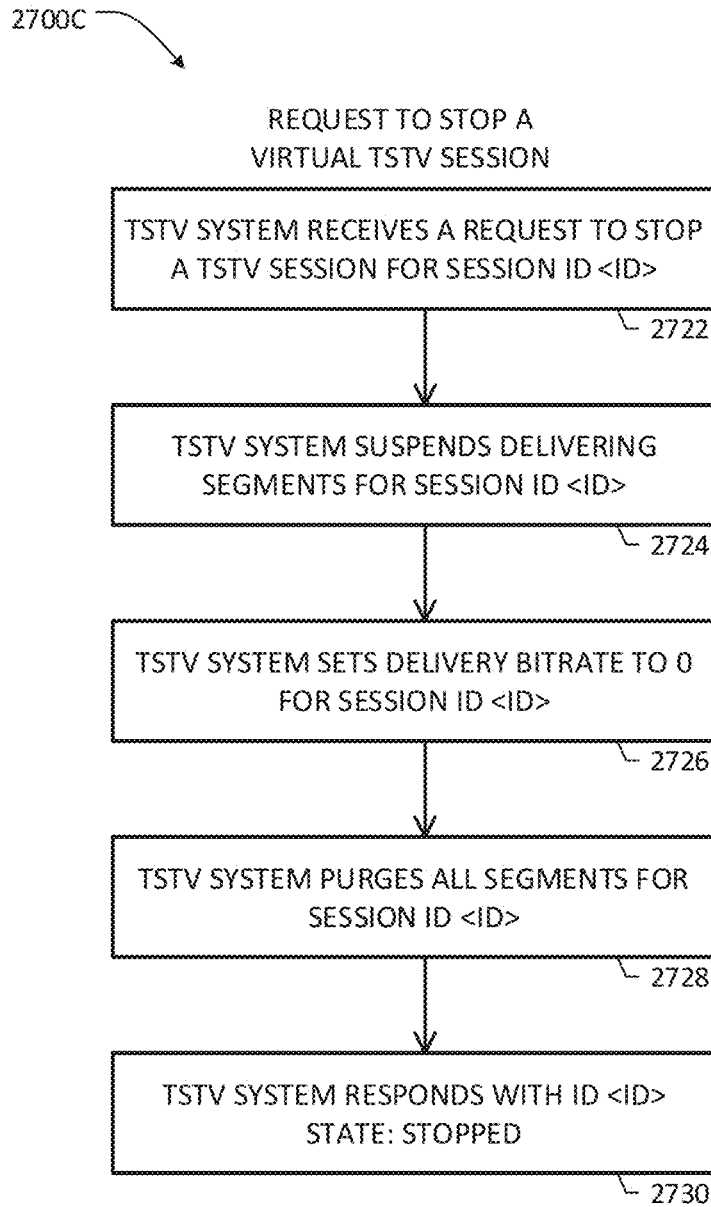 2700C
REQUEST TO STOP A
VIRTUAL TSTV SESSION
TSTV SYSTEM RECEIVES A REQUEST TO STOP
A TSTV SESSION FOR SESSION ID <ID>
2722
TSTV SYSTEM SUSPENDS DELIVERING
SEGMENTS FOR SESSION ID <ID>
2724
TSTV SYSTEM SETS DELIVERY BITRATE TO 0
FOR SESSION ID <ID>
2726
TSTV SYSTEM PURGES ALL SEGMENTS FOR
SESSION ID <ID>
2728
TSTV SYSTEM RESPONDS WITH ID <ID>
STATE: STOPPED
2730